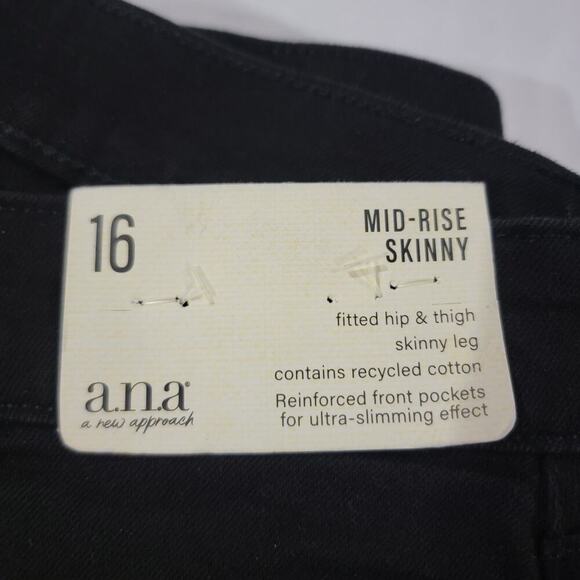 16
MID-RISE
SKINNY
fitted hip & thigh
skinny leg
contains recycled cotton
Reinforced front pockets
for ultra-slimming effect
a.n.a®
a new approach